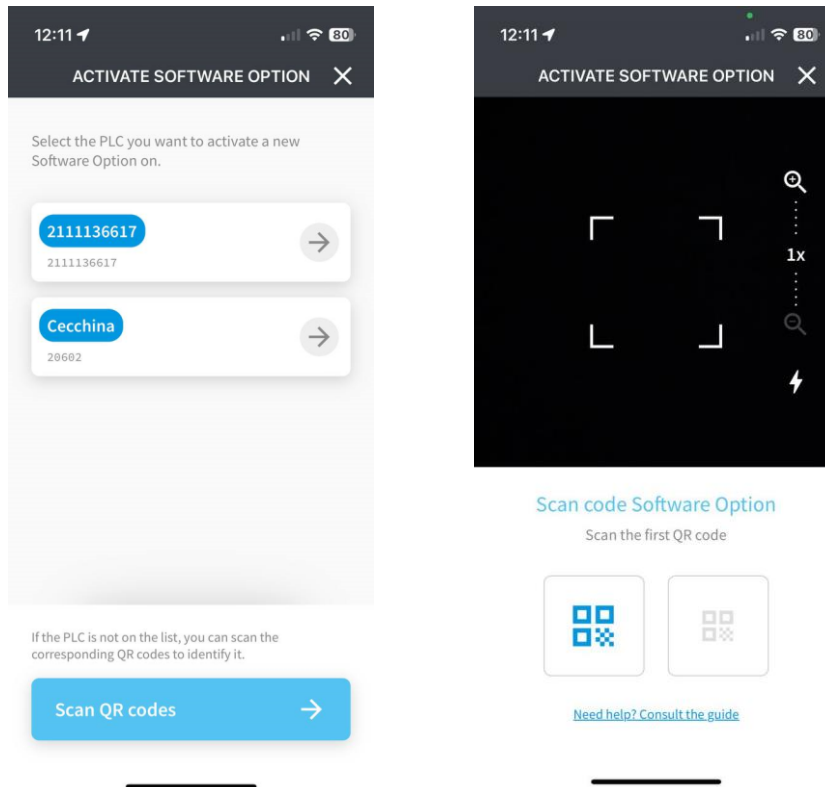 12:11
80
ACTIVATE SOFTWARE OPTION
Select the PLC you want to activate a new
Software Option on.
2111136617
2111136617
Cecchina
20602
If the PLC is not on the list, you can scan the
corresponding QR codes to identify it.
Scan QR codes
12:11
80
ACTIVATE SOFTWARE OPTION
1x
Scan code Software Option
Scan the first QR code
Need help? Consult the guide